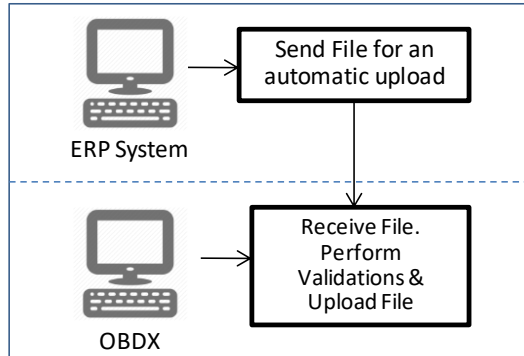 Send File for an
automatic upload
ERP System
Receive File.
Perform
Validations &
Upload File
OBDX